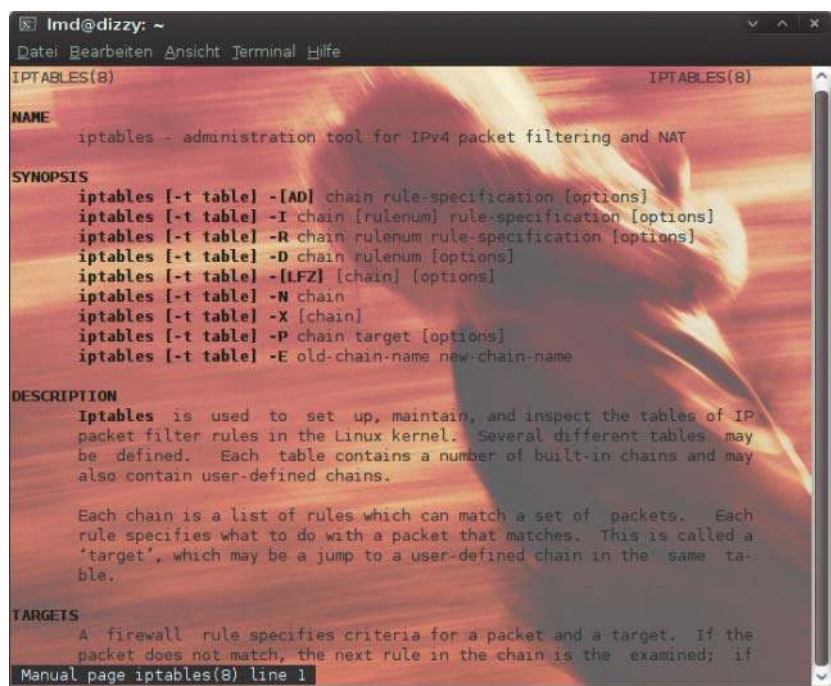 lmd@dizzy: ~
Datei Bearbeiten Ansicht Terminal Hilfe
IPTABLES(8) IPTABLES(8)
NAME
iptables - administration tool for IPv4 packet filtering and NAT
SYNOPSIS
iptables [-t table] -[AD] chain rule-specification [options]
iptables [-t table] -I chain [rulenum] rule-specification [options]
iptables [-t table] -R chain rulenum rule-specification [options]
iptables [-t table] -D chain rulenum [options]
iptables [-t table] -[LFZ] [chain] [options]
iptables [-t table] -N chain
iptables [-t table] -X [chain]
iptables [-t table] -P chain target [options]
iptables [-t table] -E old-chain-name new-chain-name
DESCRIPTION
Iptables is used to set up, maintain, and inspect the tables of IP
packet filter rules in the Linux kernel. Several different tables may
be defined. Each table contains a number of built-in chains and may
also contain user-defined chains.
Each chain is a list of rules which can match a set of packets. Each
rule specifies what to do with a packet that matches. This is called a
‘target’, which may be a jump to a user-defined chain in the same ta-
ble.
TARGETS
A firewall rule specifies criteria for a packet and a target. If the
packet does not match, the next rule in the chain is the examined; if
Manual page iptables(8) line 1